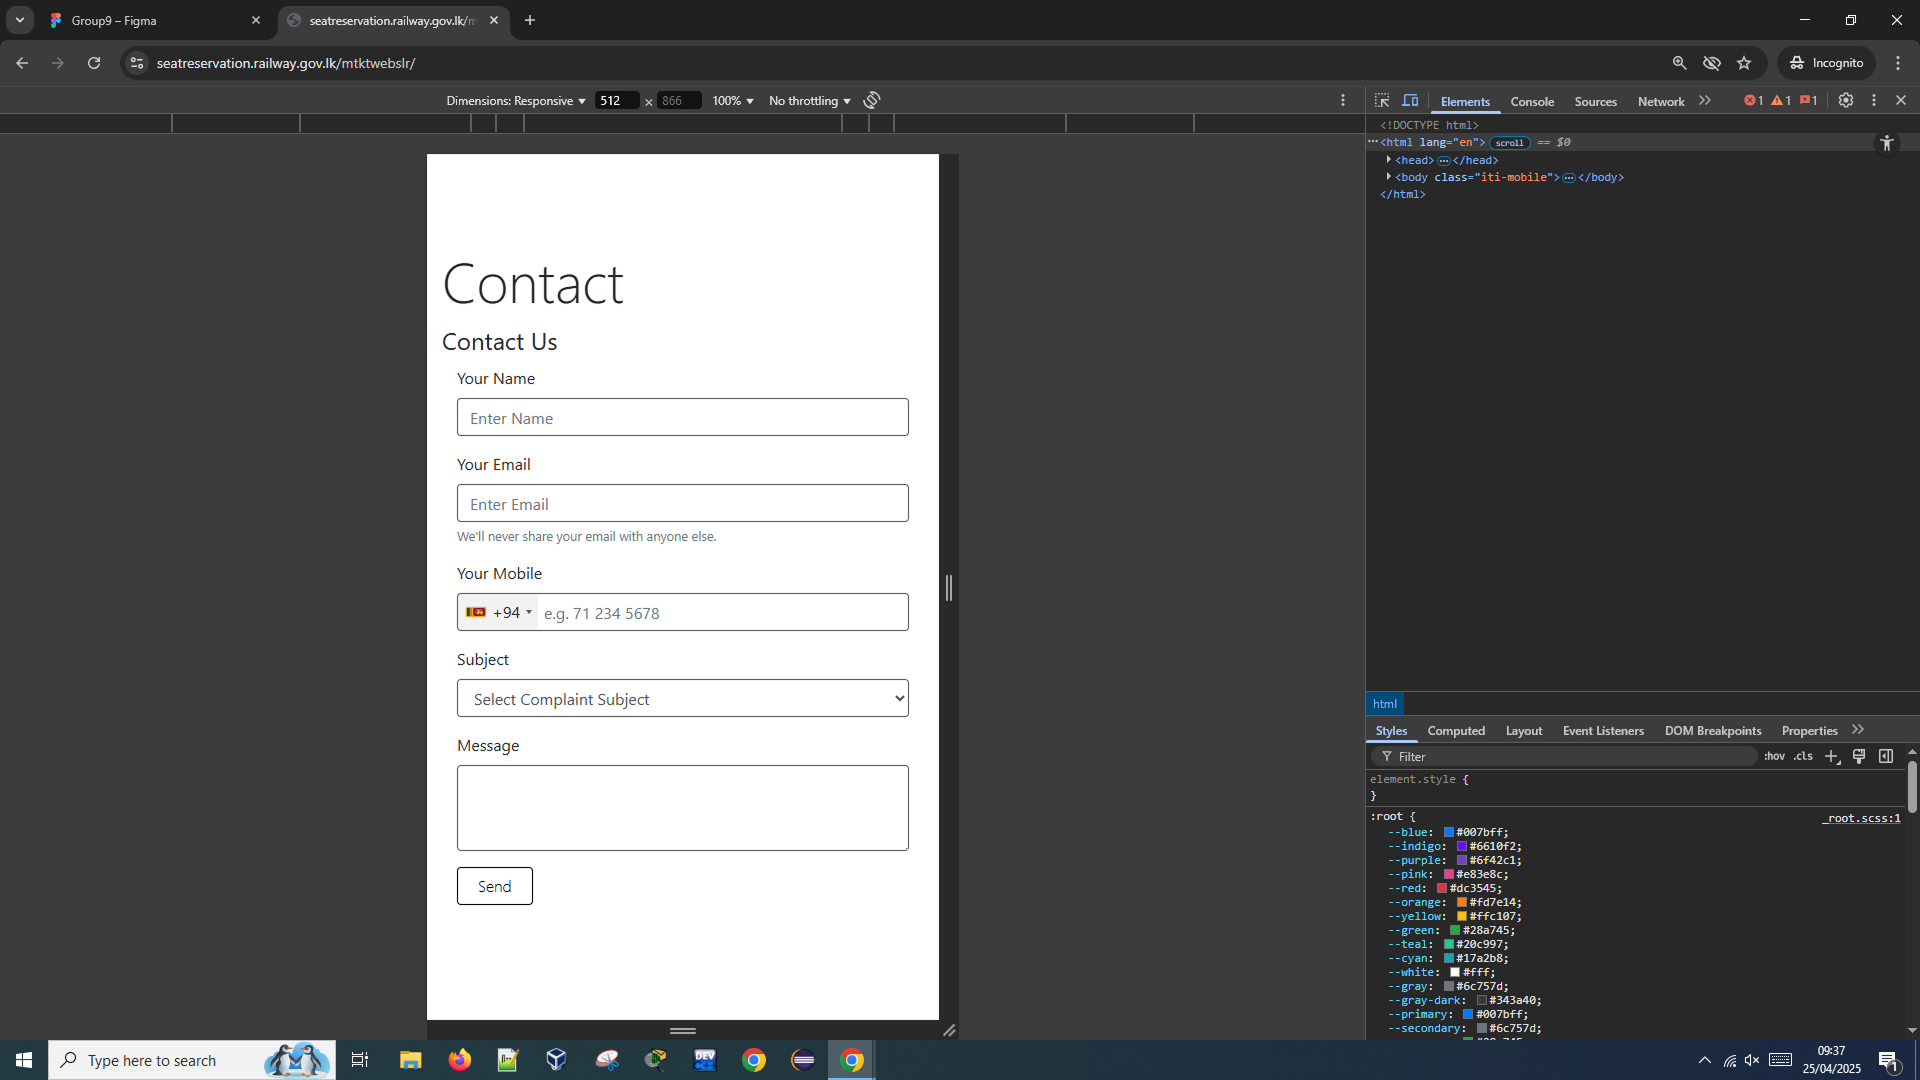 Group9 – Figma
seatreservation.railway.gov.lk/m
seatreservation.railway.gov.lk/mtktwebslr/
Incognito
Dimensions: Responsive 512 × 866 100% No throttling
Elements Console Sources Network 1 1 1
<!DOCTYPE html>
<html lang="en"> scroll == $0
<head> </head>
<body class="iti-mobile"> </body>
</html>
Contact
Contact Us
Your Name
Enter Name
Your Email
Enter Email
We'll never share your email with anyone else.
Your Mobile
+94 e.g. 71 234 5678
Subject
Select Complaint Subject
Message
Send
html
Styles Computed Layout Event Listeners DOM Breakpoints Properties
Filter :hov .cls
element.style {
}
:root { _root.scss:1
--blue: #007bff;
--indigo: #6610f2;
--purple: #6f42c1;
--pink: #e83e8c;
--red: #dc3545;
--orange: #fd7e14;
--yellow: #ffc107;
--green: #28a745;
--teal: #20c997;
--cyan: #17a2b8;
--white: #fff;
--gray: #6c757d;
--gray-dark: #343a40;
--primary: #007bff;
--secondary: #6c757d;
Type here to search
DEV
09:37
25/04/2025
1